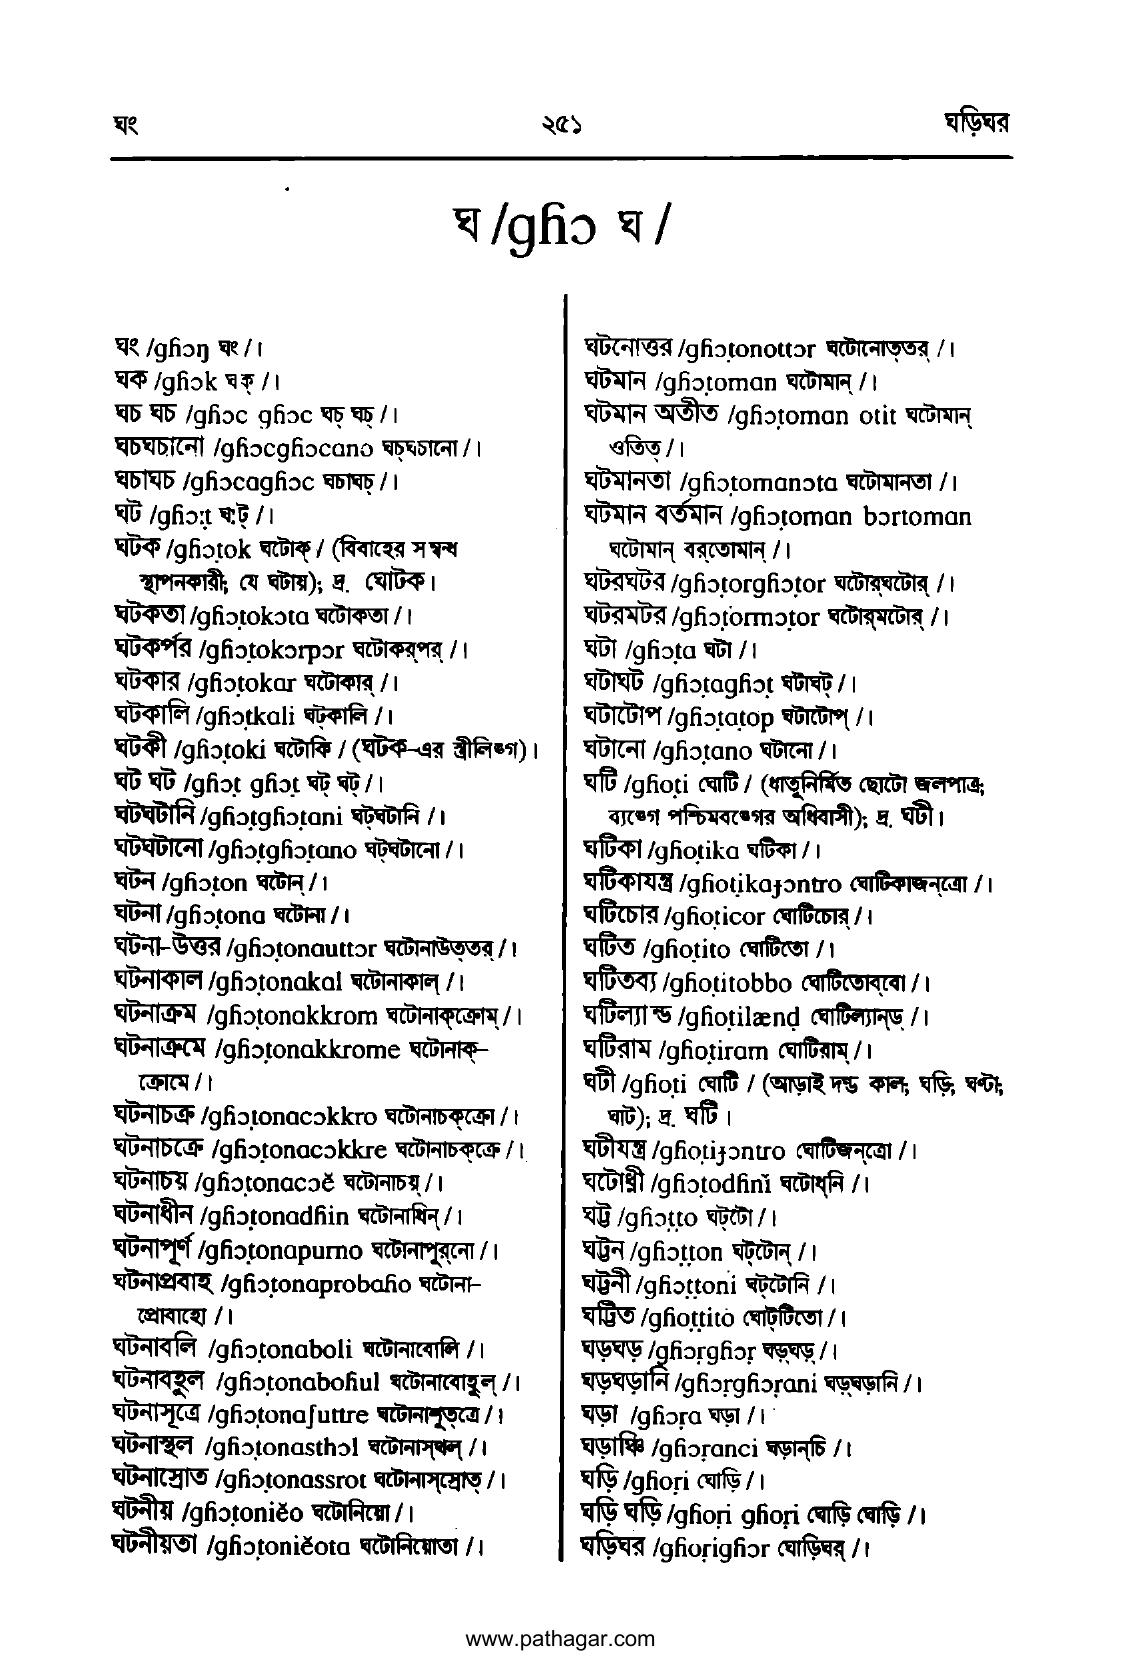 ঘং
২৫১
ঘড়িঘর
ঘ /gɦɔ ঘ /
ঘং /gɦɔŋ ঘং /।
ঘক /gɦɔk ঘক্ /।
ঘচ ঘচ /gɦɔc gɦɔc ঘচ্ ঘচ্ /।
ঘচঘচানো /gɦɔcgɦɔcano ঘচ্ঘচানো /।
ঘচাঘচ /gɦɔcagɦɔc ঘচাঘচ্ /।
ঘট /gɦɔ:ṭ ঘ:ট্ /।
ঘটক /gɦɔṭok ঘটোক্ / (বিবাহের সম্বন্ধ
স্থাপনকারী; যে ঘটায়); দ্র. ঘোটক।
ঘটকতা /gɦɔṭokɔta ঘটোকতা /।
ঘটকর্পর /gɦɔṭokɔrpɔr ঘটোকর্‌পর্ /।
ঘটকার /gɦɔṭokar ঘটোকার্ /।
ঘটকালি /gɦɔṭkali ঘট্কালি /।
ঘটকী /gɦɔṭoki ঘটোকি / (ঘটক-এর স্ত্রীলিঙ্গ)।
ঘট ঘট /gɦɔṭ gɦɔṭ ঘট্ ঘট্ /।
ঘটঘটানি /gɦɔṭgɦɔṭani ঘট্ঘটানি /।
ঘটঘটানো /gɦɔṭgɦɔṭano ঘট্ঘটানো /।
ঘটন /gɦɔṭon ঘটোন্ /।
ঘটনা /gɦɔṭona ঘটোনা /।
ঘটনা-উত্তর /gɦɔṭonauttɔr ঘটোনাউত্‌তর্ /।
ঘটনাকাল /gɦɔṭonakal ঘটোনাকাল্ /।
ঘটনাক্রম /gɦɔṭonakkrom ঘটোনাক্‌ক্রোম্ /।
ঘটনাক্রমে /gɦɔṭonakkrome ঘটোনাক্-
ক্রোমে /।
ঘটনাচক্র /gɦɔṭonacɔkkro ঘটোনাচক্‌ক্রো /।
ঘটনাচক্রে /gɦɔṭonacɔkkre ঘটোনাচক্‌ক্রে /।
ঘটনাচয় /gɦɔṭonacɔĕ ঘটোনাচয়্ /।
ঘটনাধীন /gɦɔṭonadɦin ঘটোনাধিন্ /।
ঘটনাপূর্ণ /gɦɔṭonapurno ঘটোনাপুর্‌নো /।
ঘটনাপ্রবাহ /gɦɔṭonaprobaɦo ঘটোনা-
প্রোবাহো /।
ঘটনাবলি /gɦɔṭonaboli ঘটোনাবোলি /।
ঘটনাবহুল /gɦɔṭonaboɦul ঘটোনাবোহুল্ /।
ঘটনাসূত্রে /gɦɔṭonaʃuttre ঘটোনাশুত্‌ত্রে /।
ঘটনাস্থল /gɦɔṭonasthɔl ঘটোনাস্‌থল্ /।
ঘটনাস্রোত /gɦɔṭonassrot ঘটোনাস্‌স্রোত্ /।
ঘটনীয় /gɦɔṭoniĕo ঘটোনিয়ো /।
ঘটনীয়তা /gɦɔṭoniĕota ঘটোনিয়োতা /।
ঘটনোত্তর /gɦɔṭonottɔr ঘটোনোত্‌তর্ /।
ঘটমান /gɦɔṭoman ঘটোমান্ /।
ঘটমান অতীত /gɦɔṭoman otit ঘটোমান্
ওতিত্ /।
ঘটমানতা /gɦɔṭomanɔta ঘটোমানতা /।
ঘটমান বর্তমান /gɦɔṭoman bɔrtoman
ঘটোমান্ বর্‌তোমান্ /।
ঘটরঘটর /gɦɔṭorgɦɔṭor ঘটোর্‌ঘটোর্ /।
ঘটরমটর /gɦɔṭormɔṭor ঘটোর্‌মটোর্ /।
ঘটা /gɦɔṭa ঘটা /।
ঘটাঘট /gɦɔṭagɦɔṭ ঘটাঘট্ /।
ঘটাটোপ /gɦɔṭaṭop ঘটাটোপ্ /।
ঘটানো /gɦɔṭano ঘটানো /।
ঘটি /gɦoṭi ঘোটি / (ধাতুনির্মিত ছোটো জলপাত্র;
ব্যঙ্গে পশ্চিমবঙ্গের অধিবাসী); দ্র. ঘটী।
ঘটিকা /gɦoṭika ঘটিকা /।
ঘটিকাযন্ত্র /gɦoṭikaɟɔntro ঘোটিকাজন্‌ত্রো /।
ঘটিচোর /gɦoṭicor ঘোটিচোর্ /।
ঘটিত /gɦoṭito ঘোটিতো /।
ঘটিতব্য /gɦoṭitobbo ঘোটিতোব্‌বো /।
ঘটিল্যান্ড /gɦoṭilænḍ ঘোটিল্যান্‌ড্ /।
ঘটিরাম /gɦoṭiram ঘোটিরাম্ /।
ঘটী /gɦoṭi ঘোটি / (আড়াই দন্ড কাল; ঘড়ি; ঘণ্টা;
ঘাট); দ্র. ঘটি।
ঘটীযন্ত্র /gɦoṭiɟɔntro ঘোটিজন্‌ত্রো /।
ঘটোধ্নী /gɦɔṭodɦni ঘটোধ্‌নি /।
ঘট্ট /gɦɔṭṭo ঘট্‌টো /।
ঘট্টন /gɦɔṭṭon ঘট্‌টোন্ /।
ঘট্টনী /gɦɔṭṭoni ঘট্‌টোনি /।
ঘট্টিত /gɦoṭṭito ঘোট্‌টিতো /।
ঘড়ঘড় /gɦɔṛgɦɔṛ ঘড়্ঘড়্ /।
ঘড়ঘড়ানি /gɦɔṛgɦɔṛani ঘড়্ঘড়ানি /।
ঘড়া /gɦɔṛa ঘড়া /।
ঘড়াঞ্চি /gɦɔṛanci ঘড়ান্‌চি /।
ঘড়ি /gɦoṛi ঘোড়ি /।
ঘড়ি ঘড়ি /gɦoṛi gɦoṛi ঘোড়ি ঘোড়ি /।
ঘড়িঘর /gɦoṛigɦɔr ঘোড়িঘর্ /।
www.pathagar.com